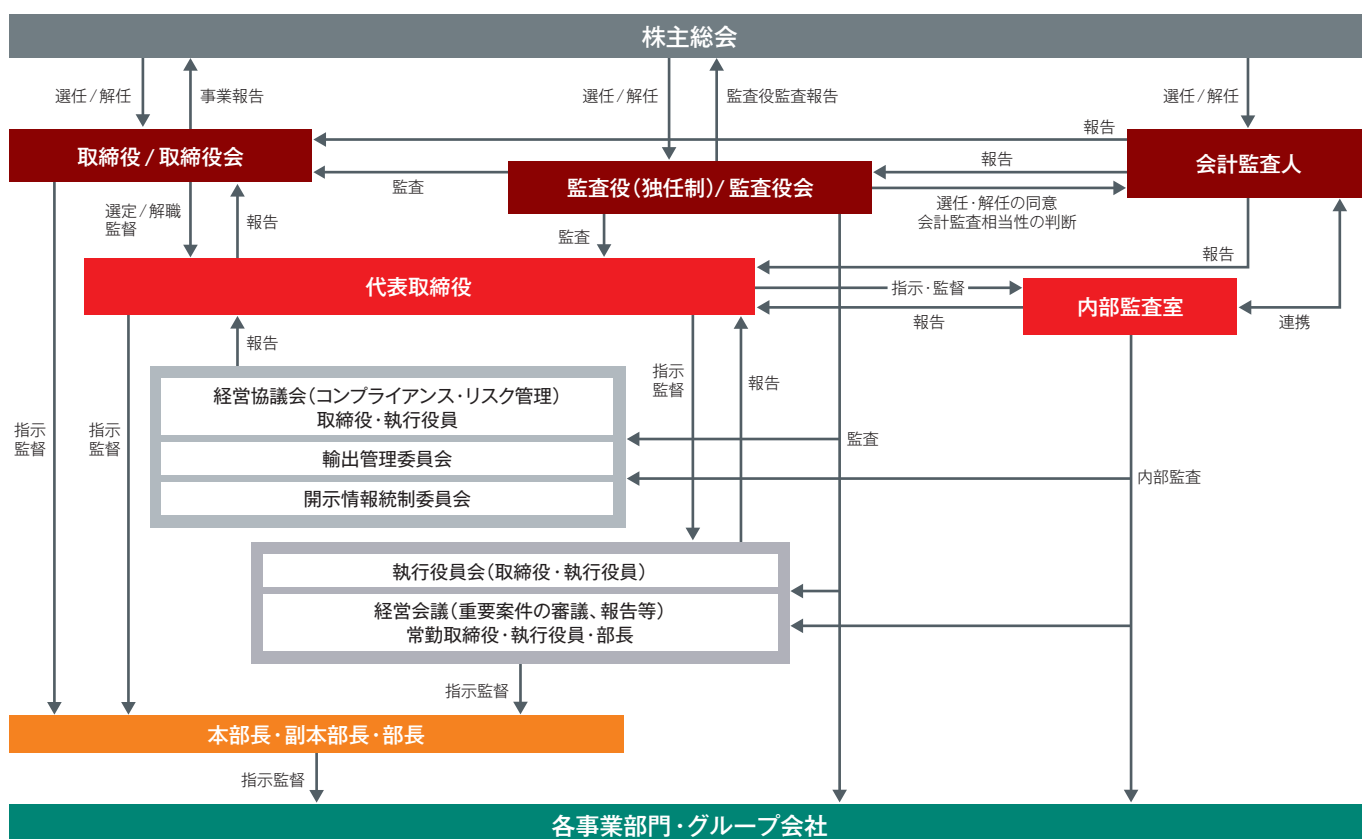 株主総会
選任/解任
事業報告
選任/解任
監査役監査報告
選任/解任
報告
取締役/取締役会
会計監査人
報告
監査
監査役(独任制)/監査役会
選任・解任の同意
会計監査相当性の判断
選定/解職
監督
報告
監査
報告
代表取締役
指示・監督
内部監査室
報告
連携
報告
指示
監督
報告
経営協議会(コンプライアンス・リスク管理)
取締役・執行役員
指示
監督
指示
監督
監査
輸出管理委員会
内部監査
開示情報統制委員会
執行役員会(取締役・執行役員)
経営会議(重要案件の審議、報告等)
常勤取締役・執行役員・部長
指示監督
本部長・副本部長・部長
指示監督
各事業部門・グループ会社